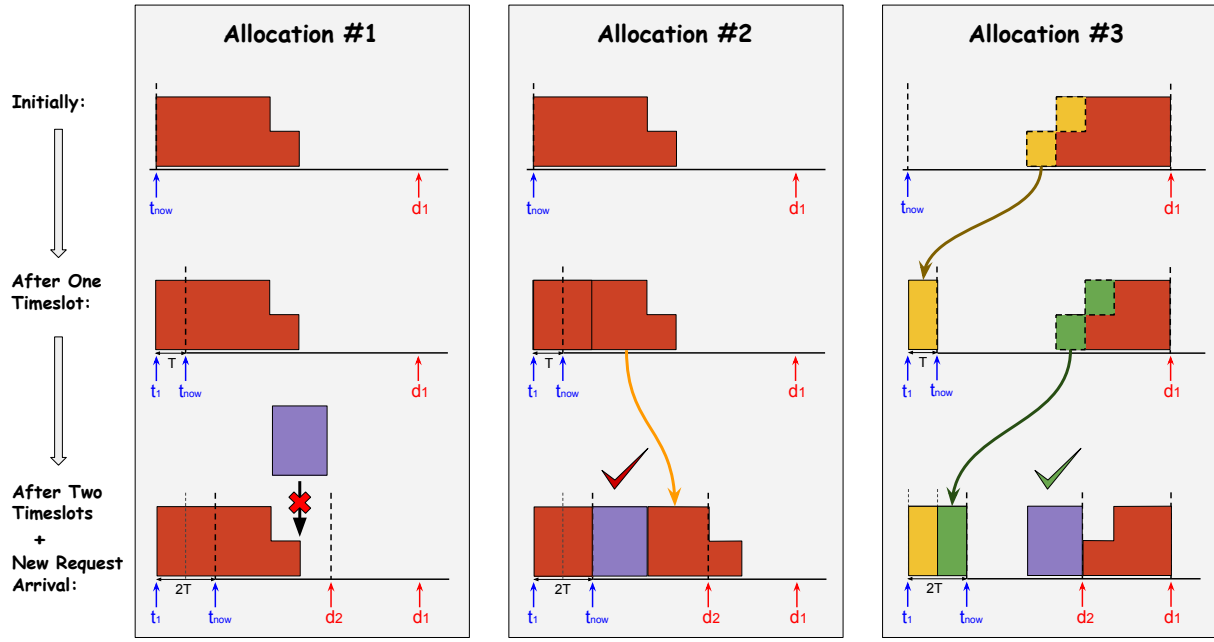 Allocation #1
Allocation #2
Allocation #3
Initially:
tnow
d1
tnow
d1
tnow
d1
After One
Timeslot:
T
t1
tnow
d1
T
t1
tnow
d1
T
t1
tnow
d1
After Two
Timeslots
+
New Request
Arrival:
2T
t1
tnow
d2
d1
2T
t1
tnow
d2
d1
2T
t1
tnow
d2
d1